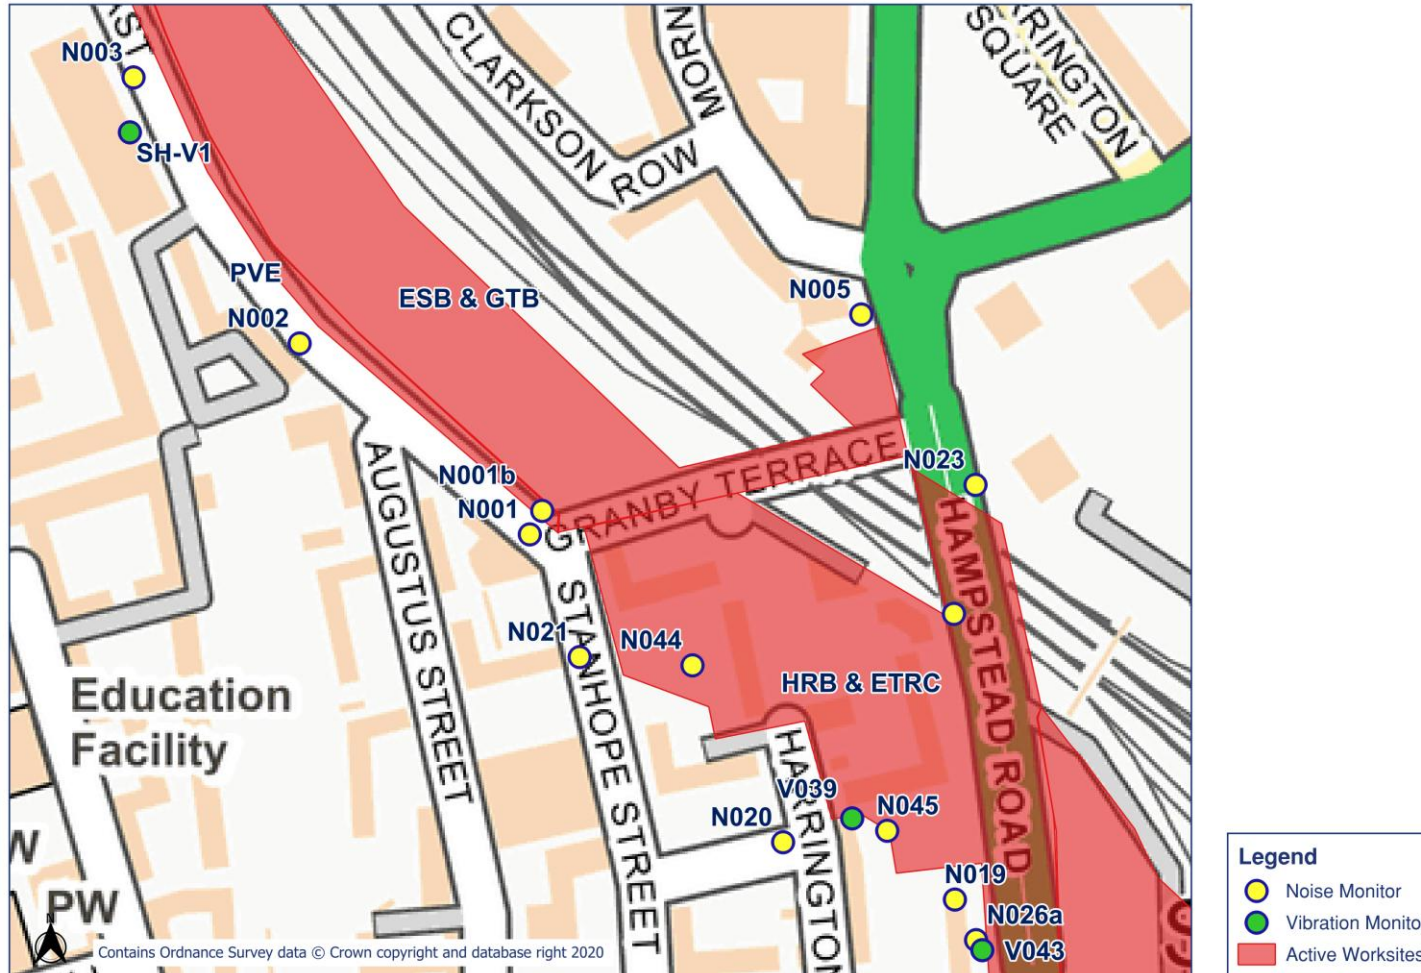 AST
N003
SH-V1
CLARKSON ROW
MORN
RRINGTON
SQUARE
PVE
ESB & GTB
N002
N005
N001b
N001
GRANBY TERRACE
N023
HAMPSTEAD ROAD
AUGUSTUS STREET
STANHOPE STREET
N021
N044
HRB & ETRC
Education
Facility
HARRINGTON
V039
N045
N020
N019
N026a
V043
W
PW
N
Contains Ordnance Survey data © Crown copyright and database right 2020
Legend
Noise Monitor
Vibration Monito
Active Worksites